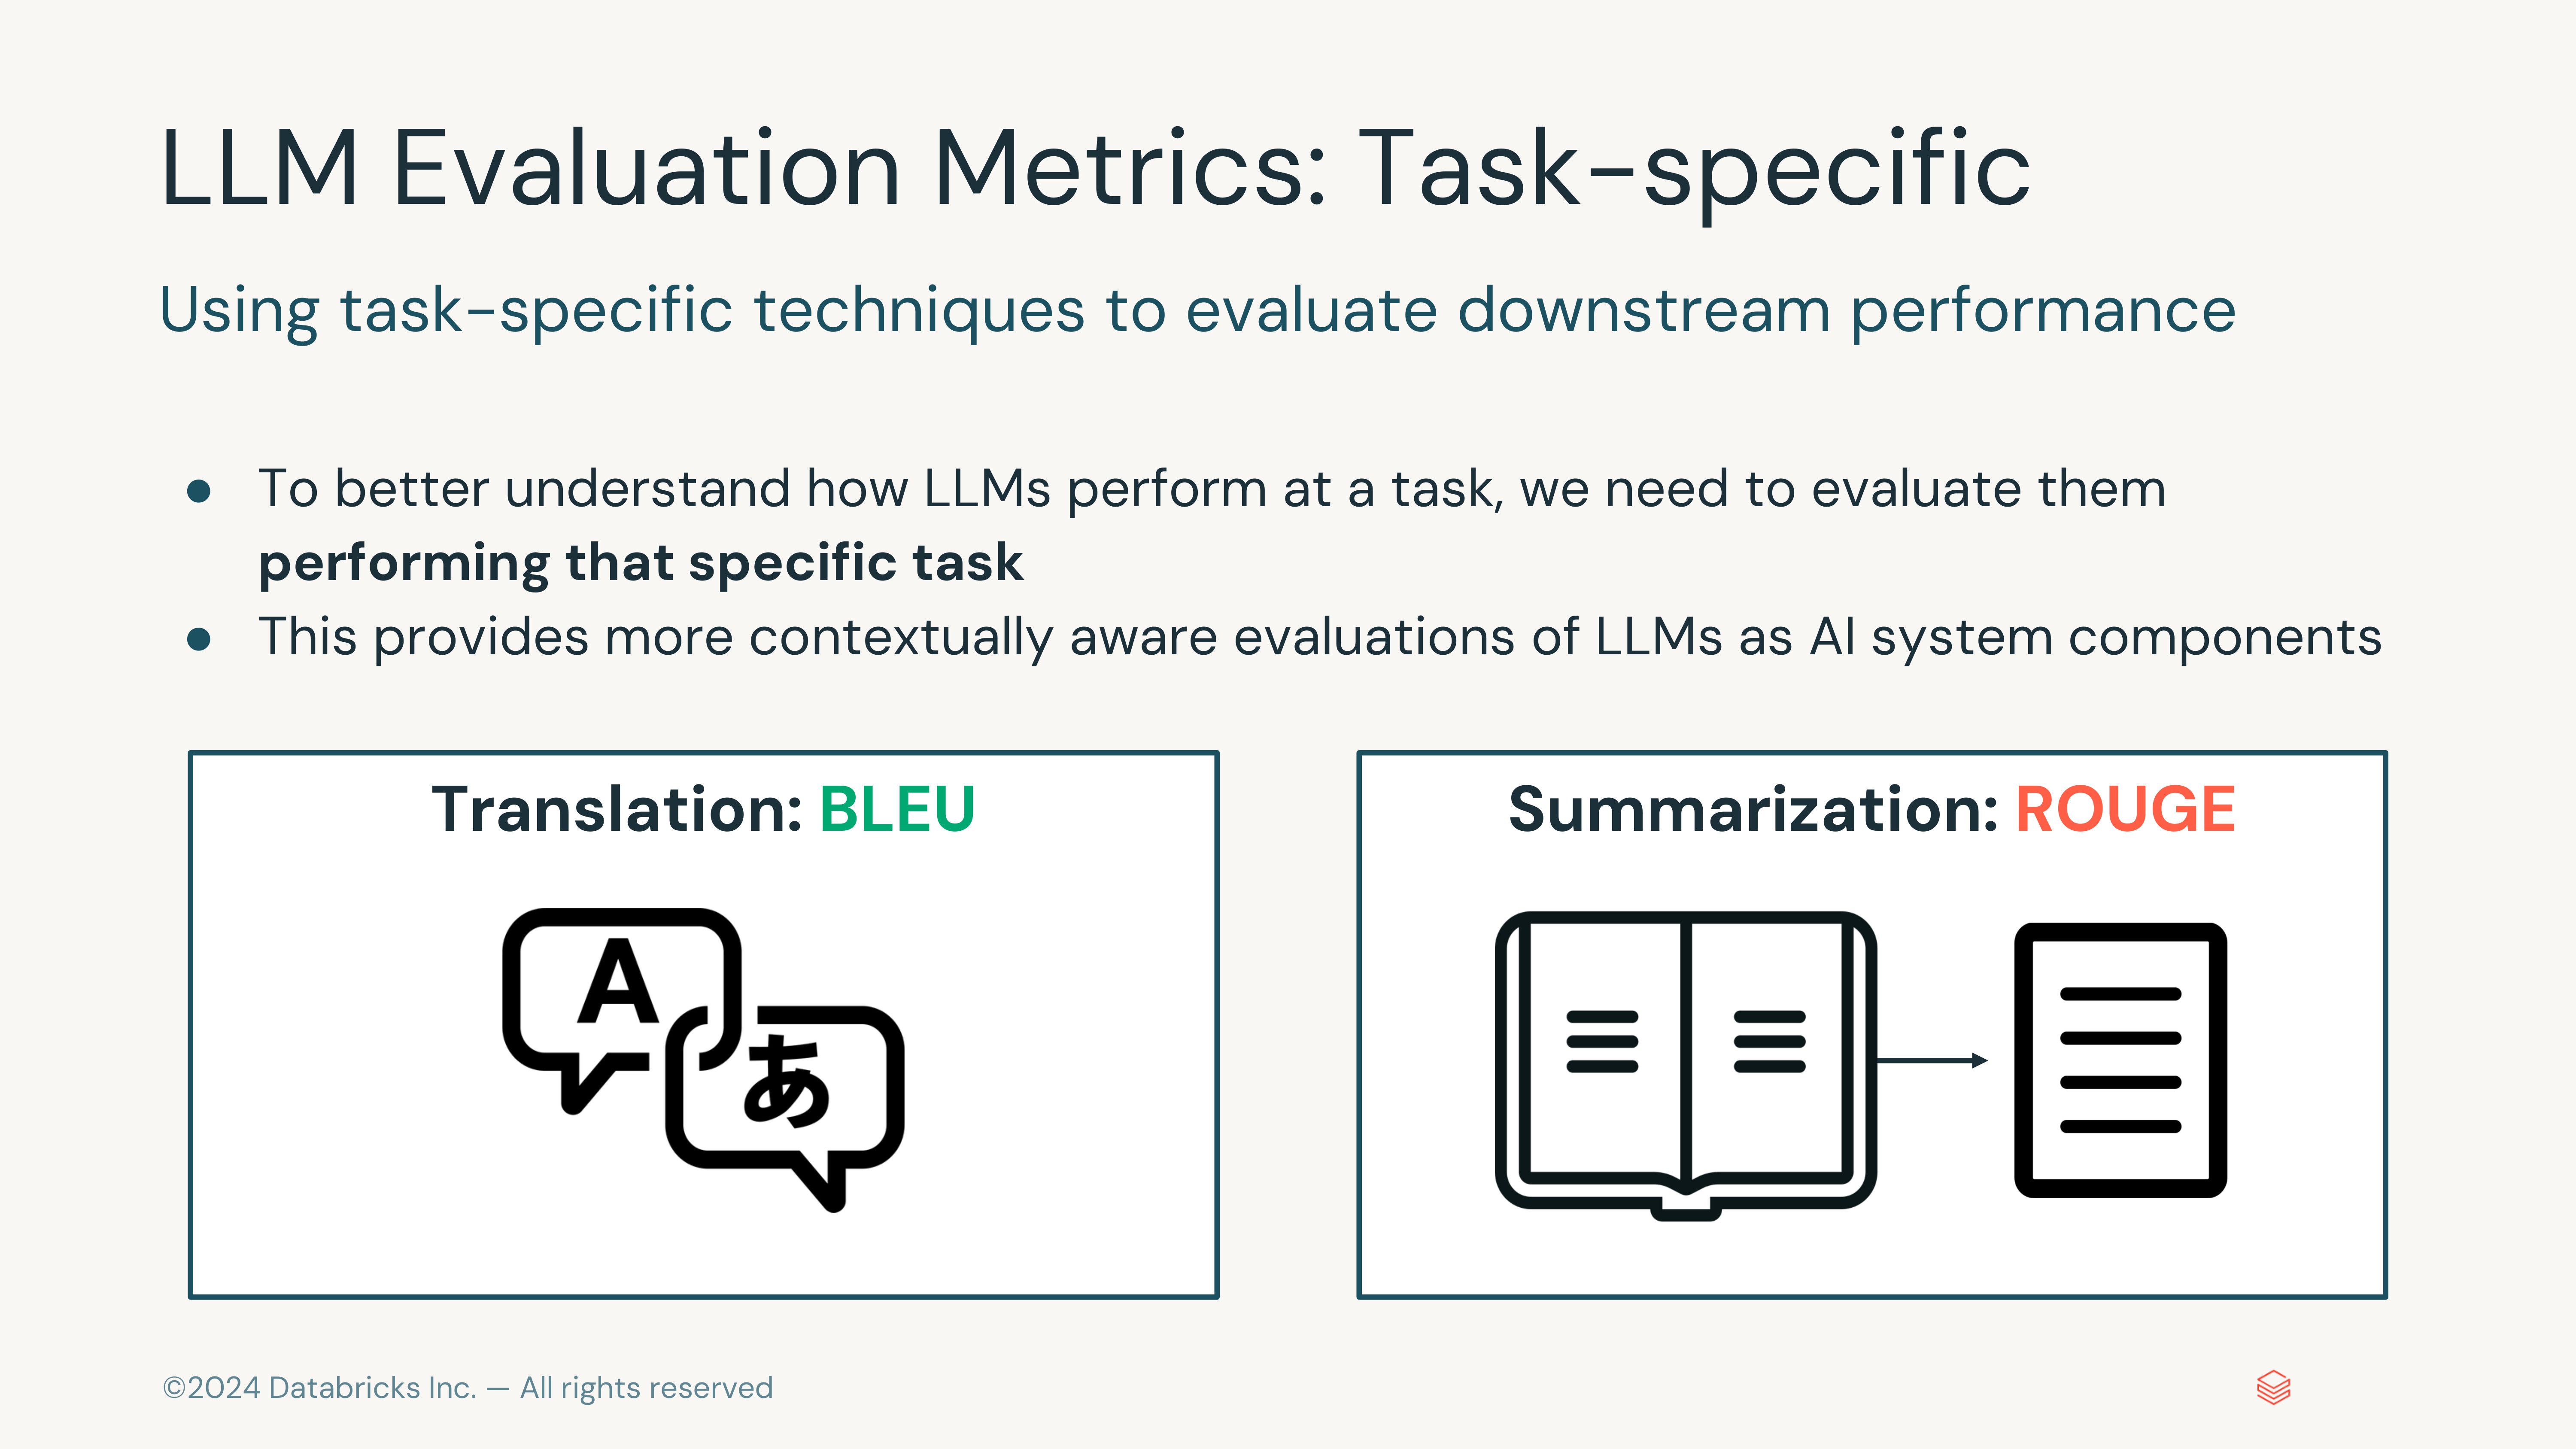 LLM Evaluation Metrics: Task-specific
Using task-specific techniques to evaluate downstream performance
● To better understand how LLMs perform at a task, we need to evaluate them
performing that specific task
● This provides more contextually aware evaluations of LLMs as AI system components
Translation: BLEU
A
あ
Summarization: ROUGE
©2024 Databricks Inc. — All rights reserved